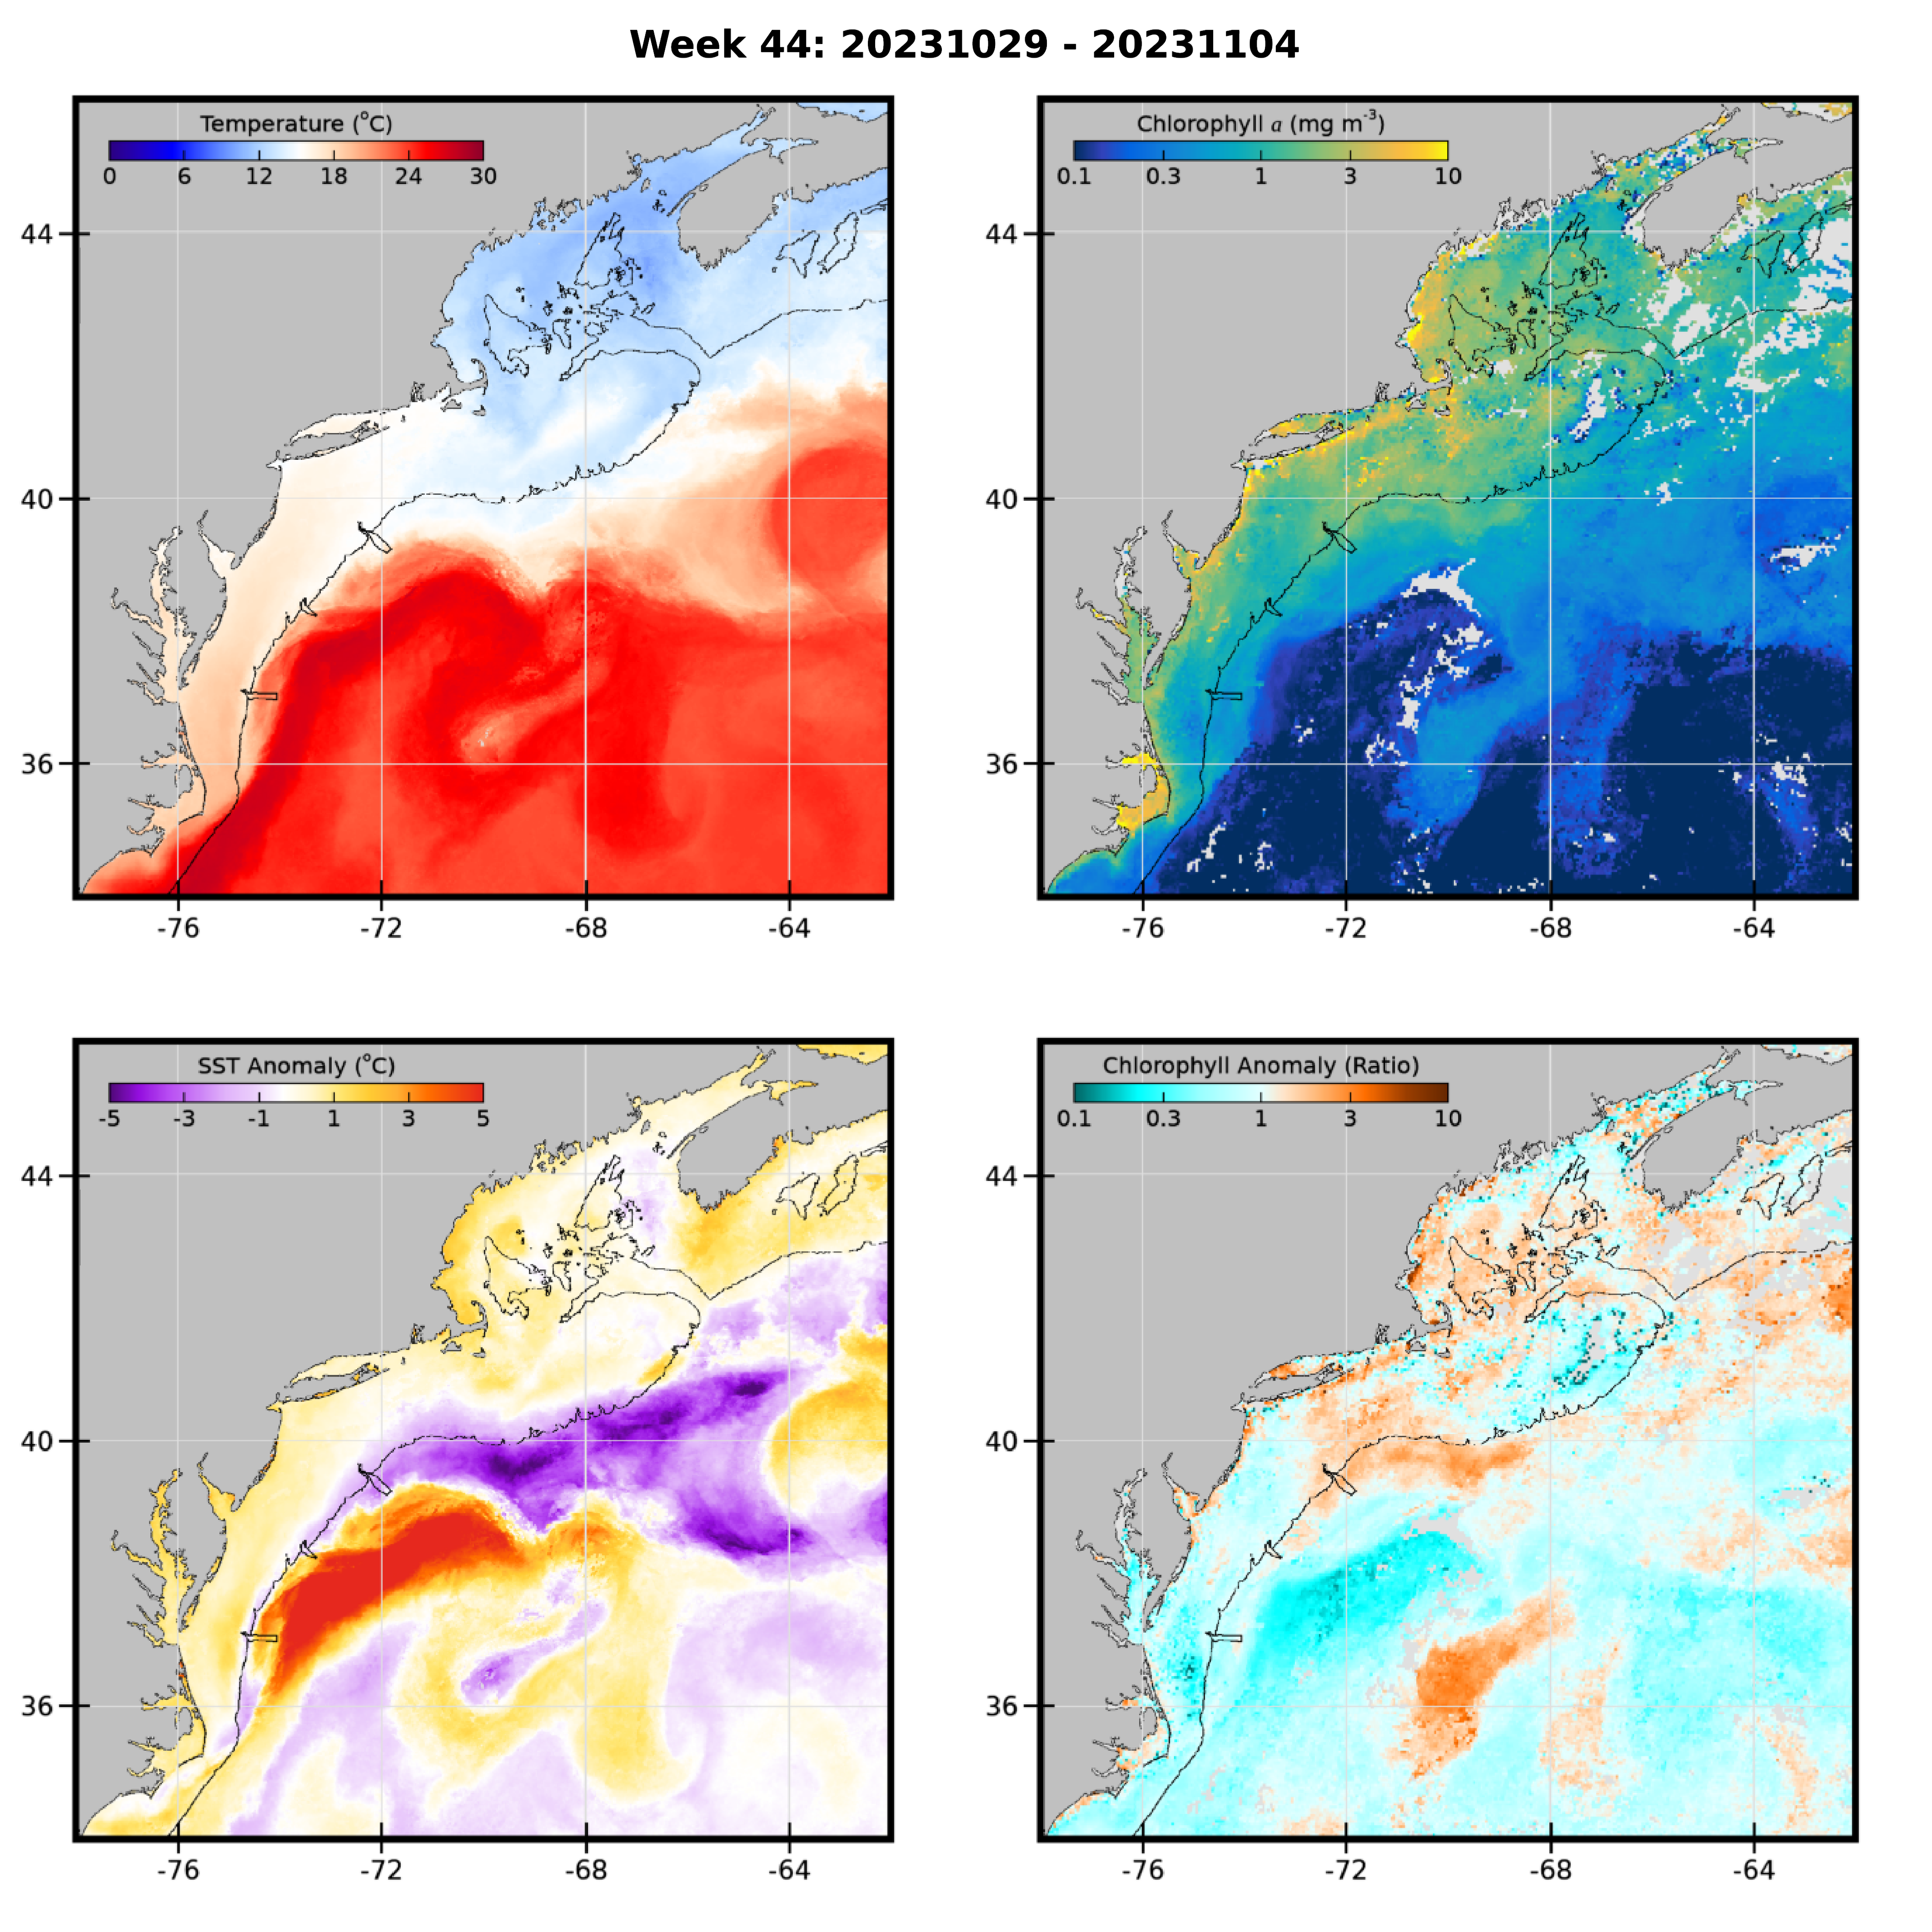 Week 44: 20231029 - 20231104
Temperature (°C)
0 6 12 18 24 30
44
40
36
-76 -72 -68 -64
Chlorophyll a (mg m⁻³)
0.1 0.3 1 3 10
44
40
36
-76 -72 -68 -64
SST Anomaly (°C)
-5 -3 -1 1 3 5
44
40
36
-76 -72 -68 -64
Chlorophyll Anomaly (Ratio)
0.1 0.3 1 3 10
44
40
36
-76 -72 -68 -64